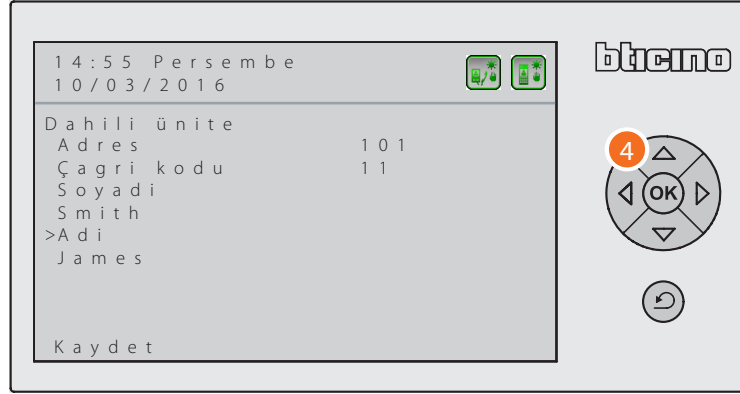 14:55 Persembe
10/03/2016
bticino
Dahili ünite
Adres 101
Çagri kodu 11
Soyadi
Smith
>Adi
James
Kaydet
4
OK